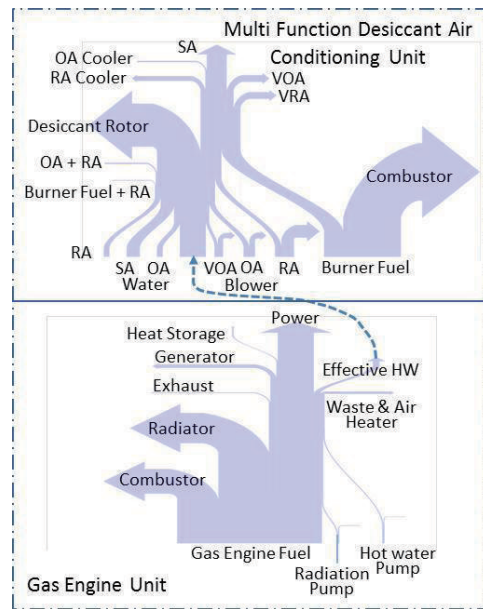 Multi Function Desiccant Air
Conditioning Unit
SA
OA Cooler
RA Cooler
VOA
VRA
Desiccant Rotor
Combustor
OA + RA
Burner Fuel + RA
RA
SA
OA
Water
VOA
OA
Blower
RA
Burner Fuel
Power
Heat Storage
Generator
Effective HW
Exhaust
Waste & Air
Heater
Radiator
Combustor
Gas Engine Fuel
Hot water
Pump
Radiation
Pump
Gas Engine Unit